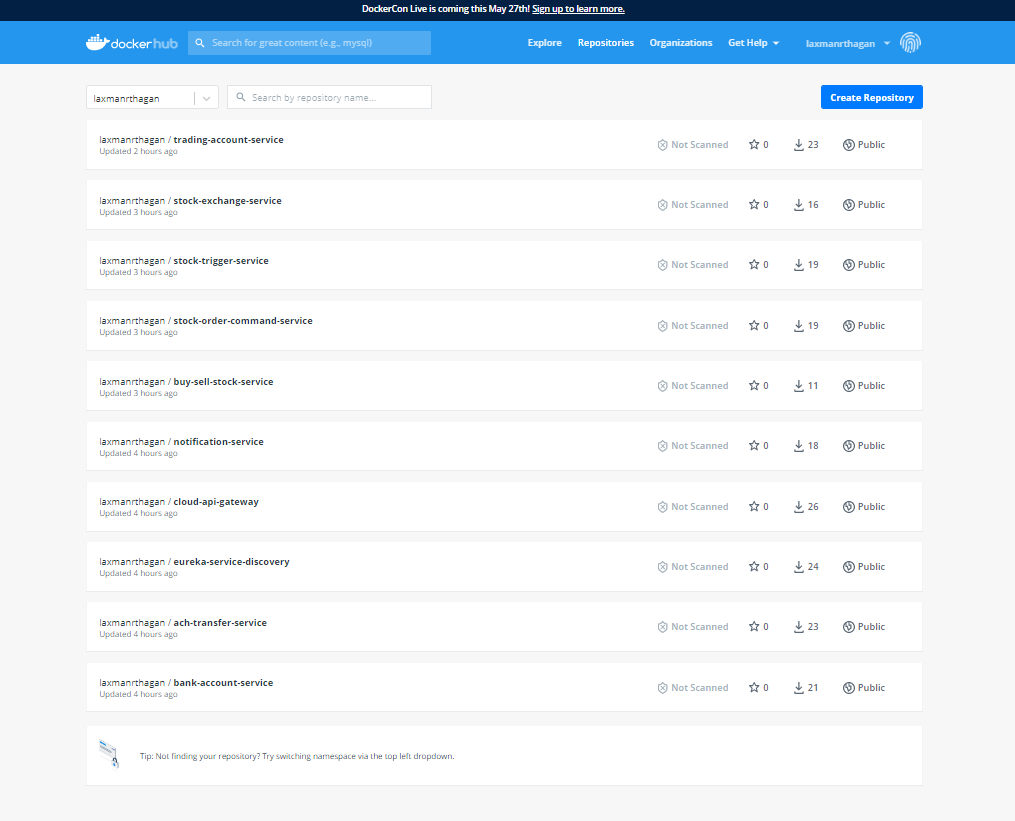 DockerCon Live is coming this May 27th! Sign up to learn more.
dockerhub Search for great content (e.g., mysql) Explore Repositories Organizations Get Help laxmanrthagan
laxmanrthagan Search by repository name... Create Repository
laxmanrthagan / trading-account-service Not Scanned 0 23 Public
Updated 2 hours ago
laxmanrthagan / stock-exchange-service Not Scanned 0 16 Public
Updated 3 hours ago
laxmanrthagan / stock-trigger-service Not Scanned 0 19 Public
Updated 3 hours ago
laxmanrthagan / stock-order-command-service Not Scanned 0 19 Public
Updated 3 hours ago
laxmanrthagan / buy-sell-stock-service Not Scanned 0 11 Public
Updated 3 hours ago
laxmanrthagan / notification-service Not Scanned 0 18 Public
Updated 4 hours ago
laxmanrthagan / cloud-api-gateway Not Scanned 0 26 Public
Updated 4 hours ago
laxmanrthagan / eureka-service-discovery Not Scanned 0 24 Public
Updated 4 hours ago
laxmanrthagan / ach-transfer-service Not Scanned 0 23 Public
Updated 4 hours ago
laxmanrthagan / bank-account-service Not Scanned 0 21 Public
Updated 4 hours ago
Tip: Not finding your repository? Try switching namespace via the top left dropdown.